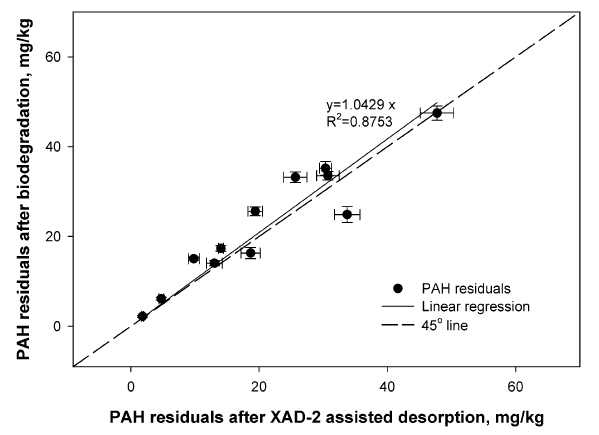 PAH residuals after biodegradation, mg/kg
60
40
20
0
y=1.0429 x
R²=0.8753
PAH residuals
Linear regression
45° line
0 20 40 60
PAH residuals after XAD-2 assisted desorption, mg/kg